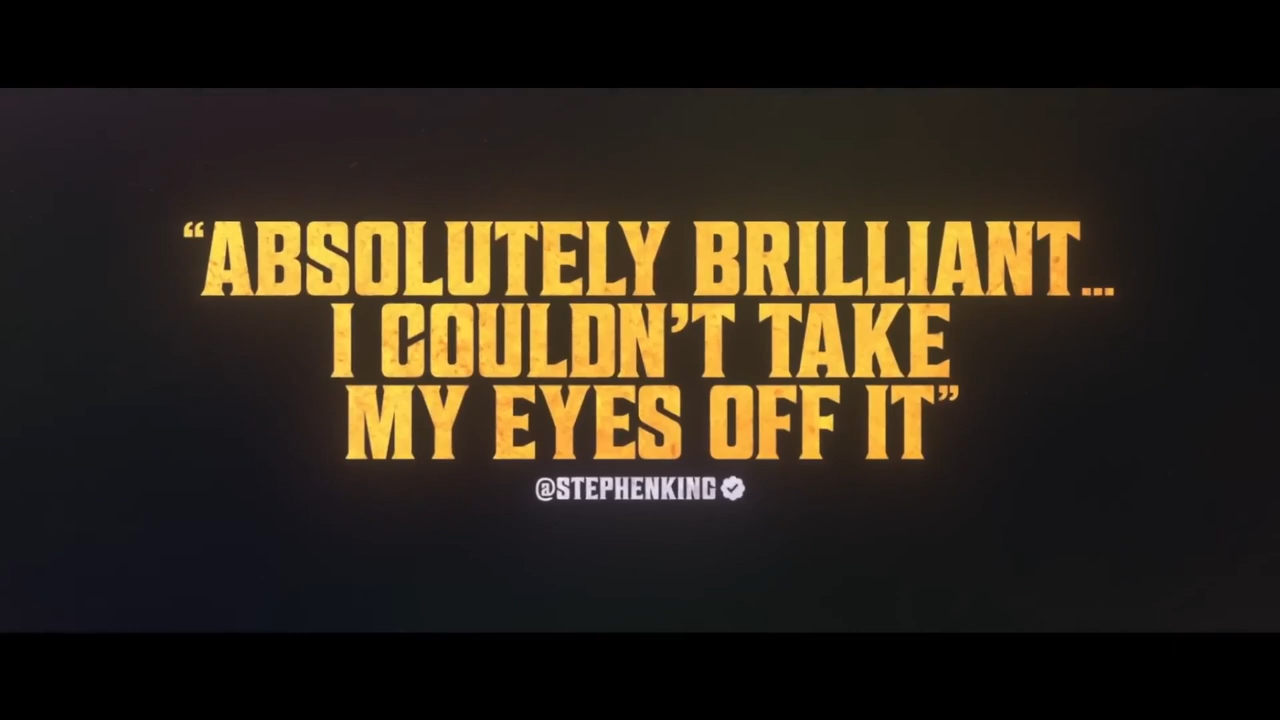 “ABSOLUTELY BRILLIANT...
I COULDN’T TAKE
MY EYES OFF IT”
@STEPHENKING